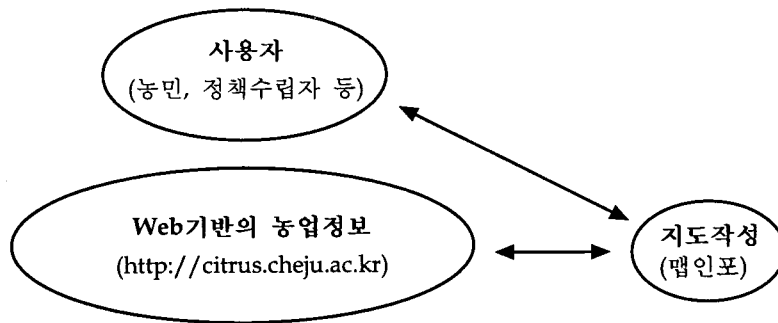 사용자
(농민, 정책수립자 등)
Web기반의 농업정보
(http://citrus.cheju.ac.kr)
지도작성
(맵인포)